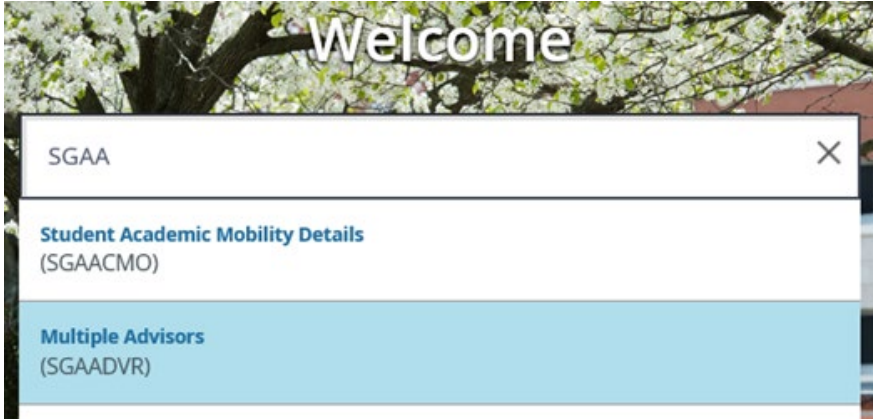 Welcome
SGAA
Student Academic Mobility Details
(SGAACMO)
Multiple Advisors
(SGAADVR)